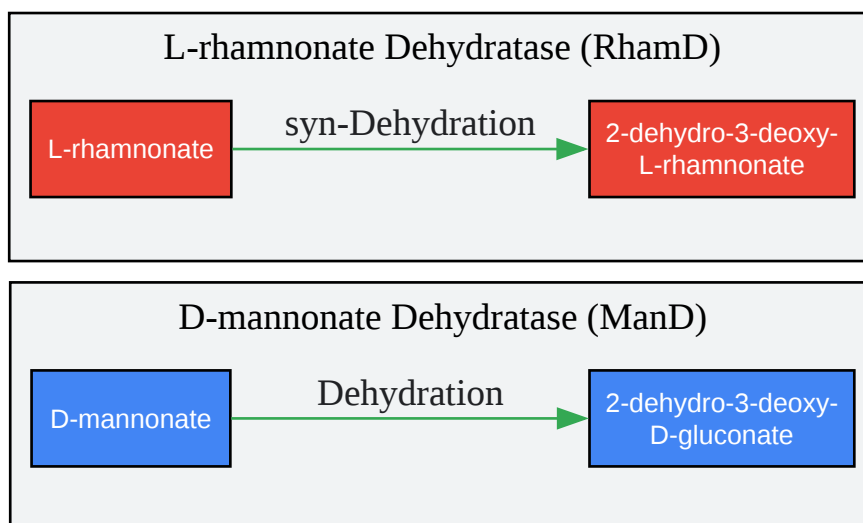 L-rhamnonate Dehydratase (RhamD)
L-rhamnonate
syn-Dehydration
2-dehydro-3-deoxy-
L-rhamnonate
D-mannonate Dehydratase (ManD)
D-mannonate
Dehydration
2-dehydro-3-deoxy-
D-gluconate